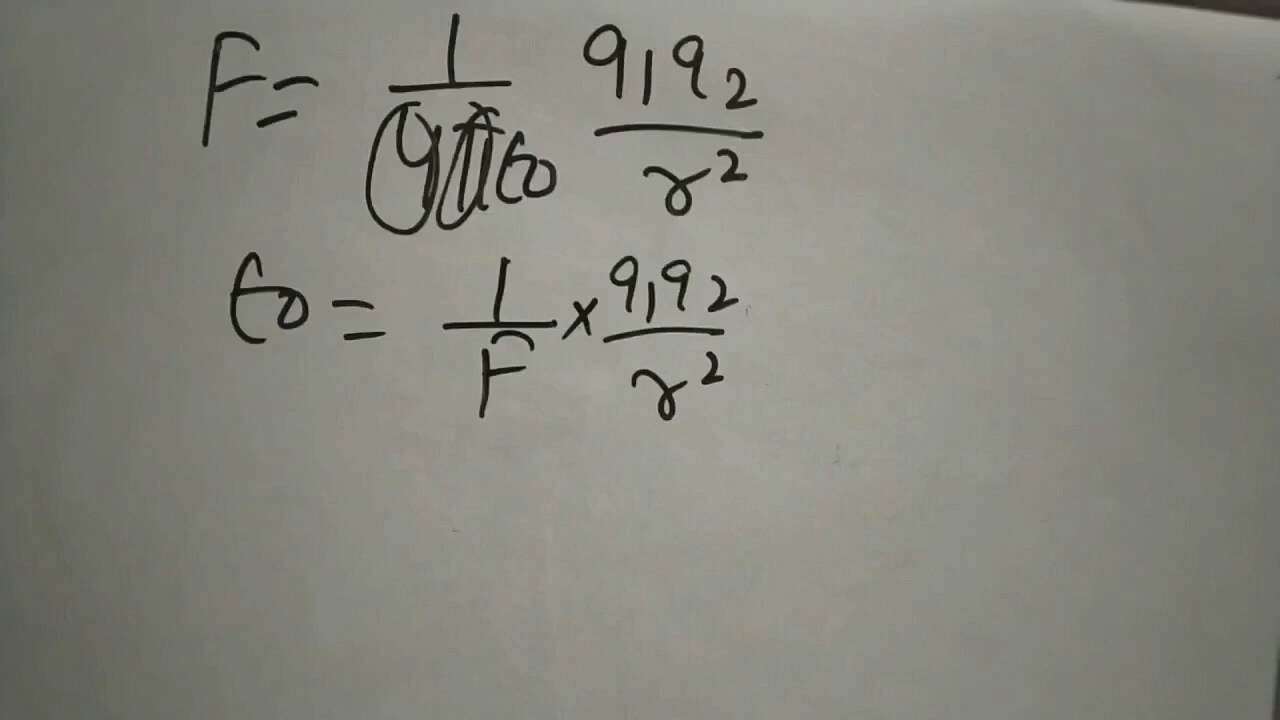 F = 1/4πε0 q1q2/r²
ε0 = 1/F × q1q2/r²